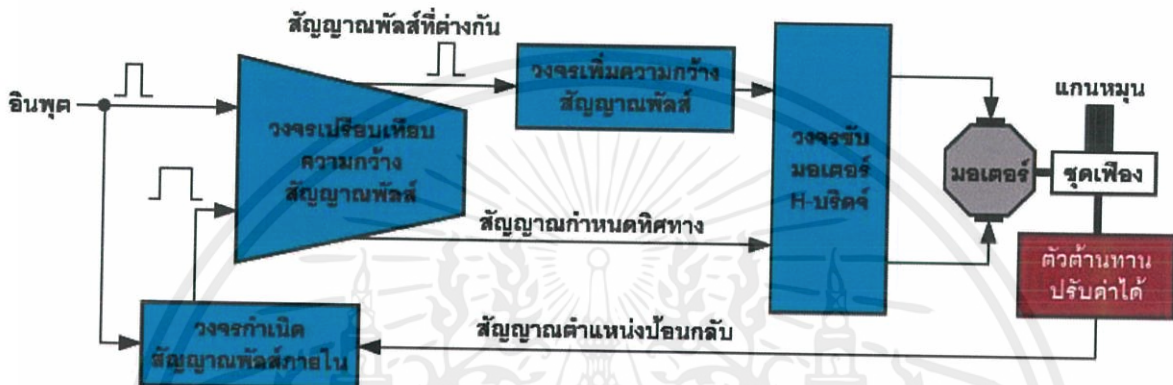 สัญญาณพัลส์ที่ต่างกัน
อินพุต
วงจรเปรียบเทียบ
ความกว้าง
สัญญาณพัลส์
วงจรเพิ่มความกว้าง
สัญญาณพัลส์
วงจรขับ
มอเตอร์
H-บริดจ์
แกนหมุน
มอเตอร์
ชุดเฟือง
สัญญาณกำหนดทิศทาง
ตัวต้านทาน
ปรับค่าได้
วงจรกำเนิด
สัญญาณพัลส์ภายใน
สัญญาณตำแหน่งป้อนกลับ